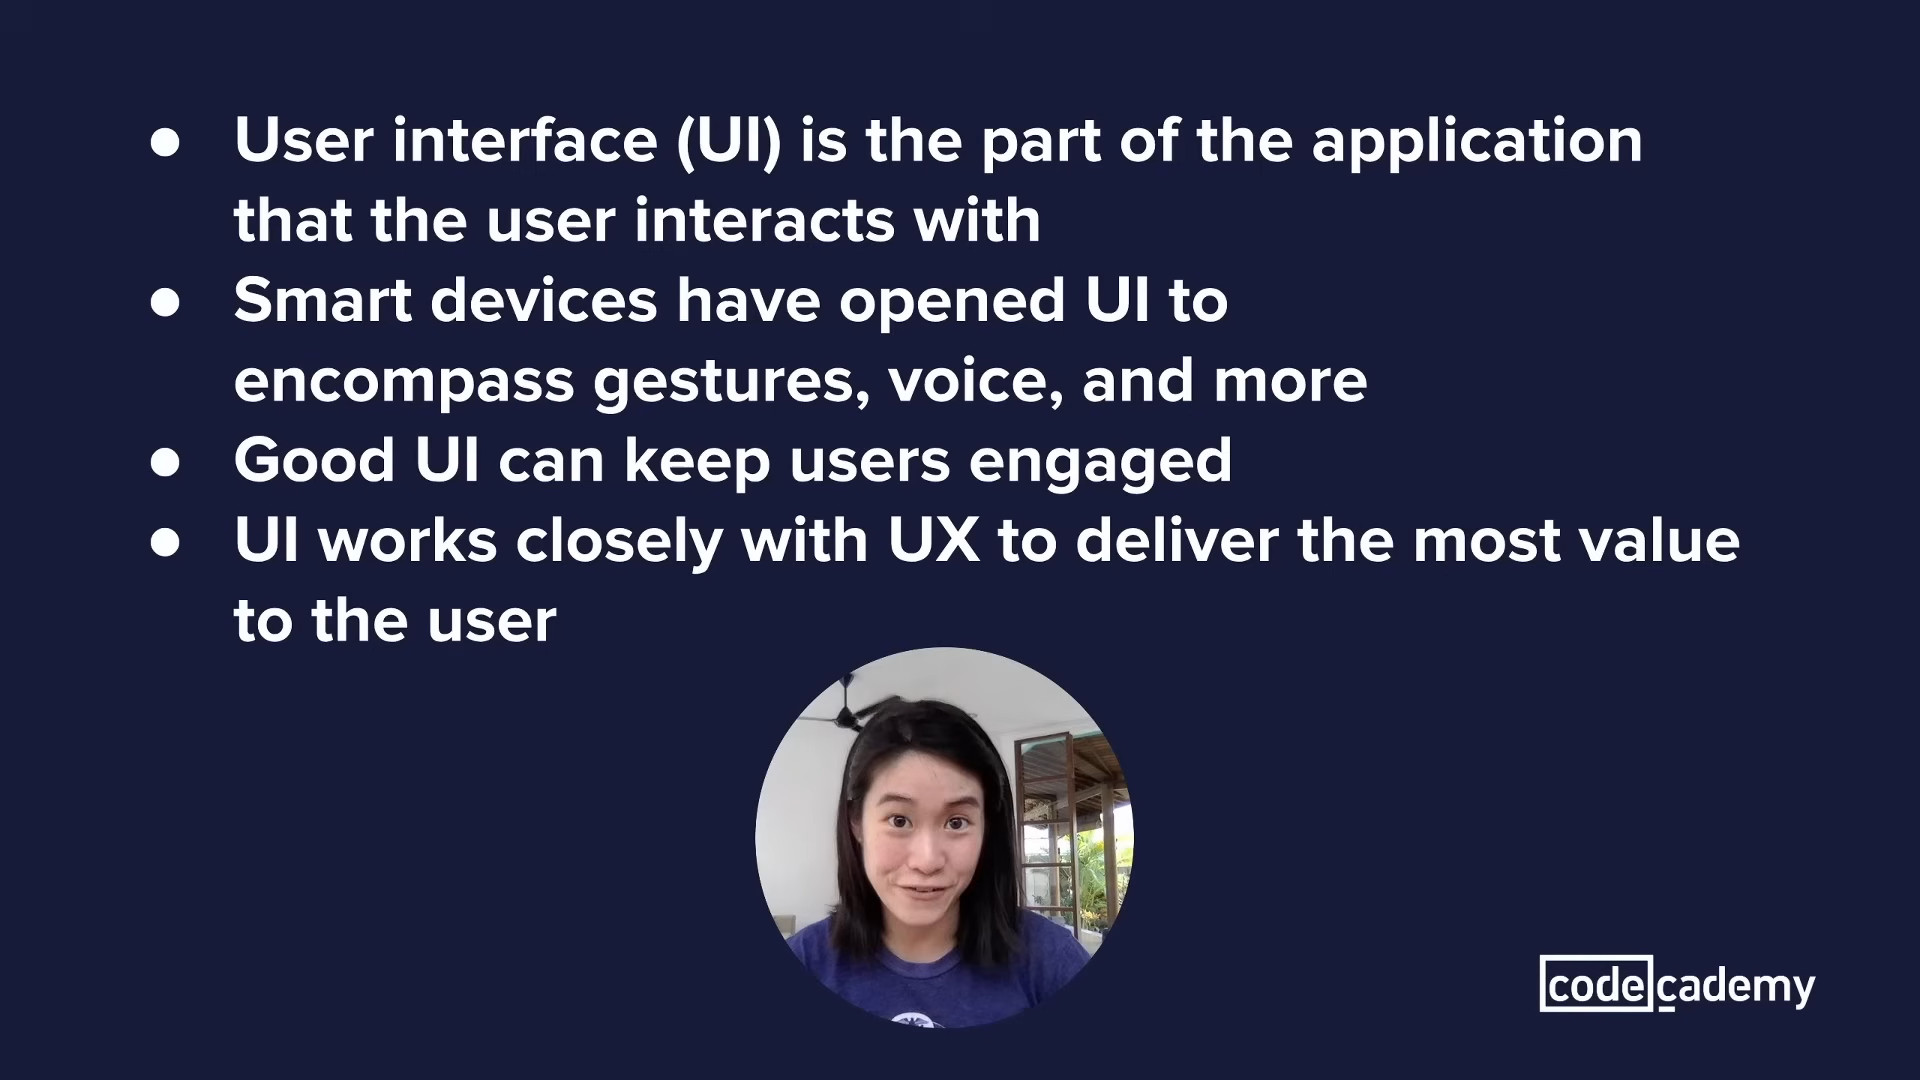 ● User interface (UI) is the part of the application
that the user interacts with
● Smart devices have opened UI to
encompass gestures, voice, and more
● Good UI can keep users engaged
● UI works closely with UX to deliver the most value
to the user
codecademy